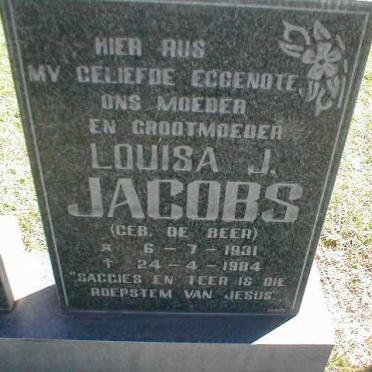 HIER RUS
MY GELIEFDE EGGENOTE,
ONS MOEDER
EN GROOTMOEDER
LOUISA J.
JACOBS
(GEB. DE BEER)
* 6-7-1931
† 24-4-1984
"SAGGIES EN TEER IS DIE
ROEPSTEM VAN JESUS"